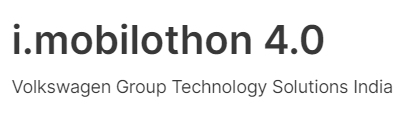 i.mobilothon 4.0
Volkswagen Group Technology Solutions India